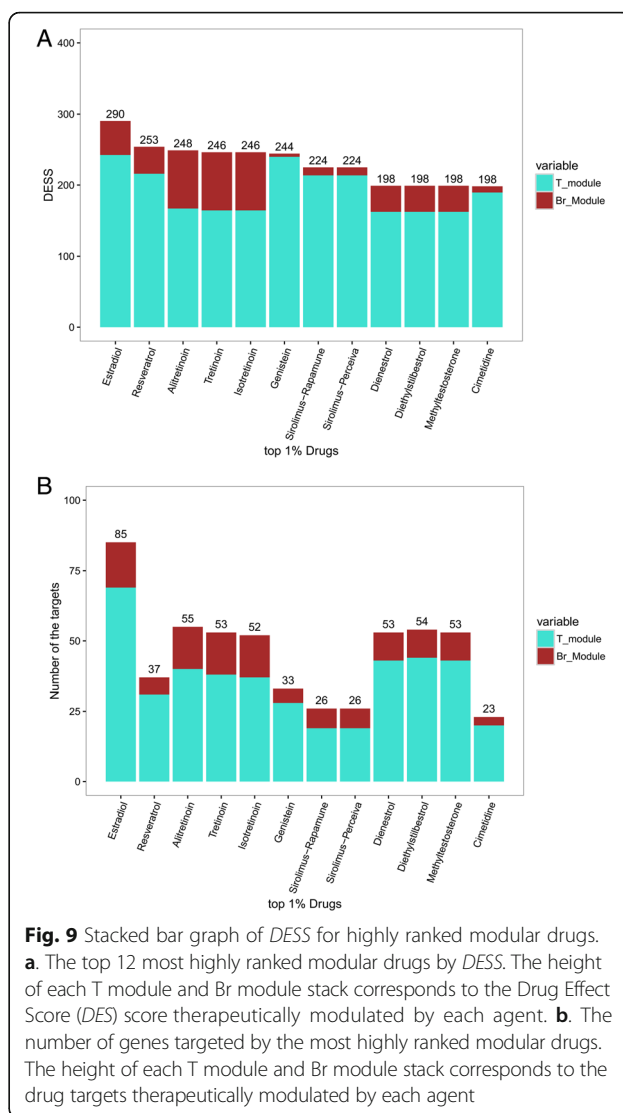 A
400
300
200
100
0
DESS
290
253
248
246
246
244
224
224
198
198
198
198
variable
T_module
Br_Module
Estradiol
Resveratrol
Alitretinoin
Tretinoin
Isotretinoin
Genistein
Sirolimus-Rapamune
Sirolimus-Perceiva
Dienestrol
Diethylstilbestrol
Methyltestosterone
Cimetidine
top 1% Drugs
B
100
75
50
25
0
Number of the targets
85
37
55
53
52
33
26
26
53
54
53
23
variable
T_module
Br_Module
Estradiol
Resveratrol
Alitretinoin
Tretinoin
Isotretinoin
Genistein
Sirolimus-Rapamune
Sirolimus-Perceiva
Dienestrol
Diethylstilbestrol
Methyltestosterone
Cimetidine
top 1% Drugs
Fig. 9 Stacked bar graph of DESS for highly ranked modular drugs.
a. The top 12 most highly ranked modular drugs by DESS. The height
of each T module and Br module stack corresponds to the Drug Effect
Score (DES) score therapeutically modulated by each agent. b. The
number of genes targeted by the most highly ranked modular drugs.
The height of each T module and Br module stack corresponds to the
drug targets therapeutically modulated by each agent